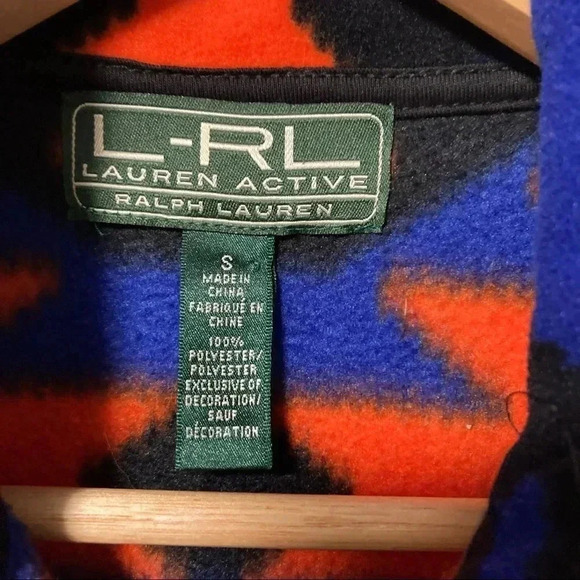 L-RL
LAUREN ACTIVE
RALPH LAUREN
S
MADE IN
CHINA
FABRIQUÉ EN
CHINE
100%
POLYESTER/
POLYESTER
EXCLUSIVE OF
DECORATION/
SAUF
DÉCORATION